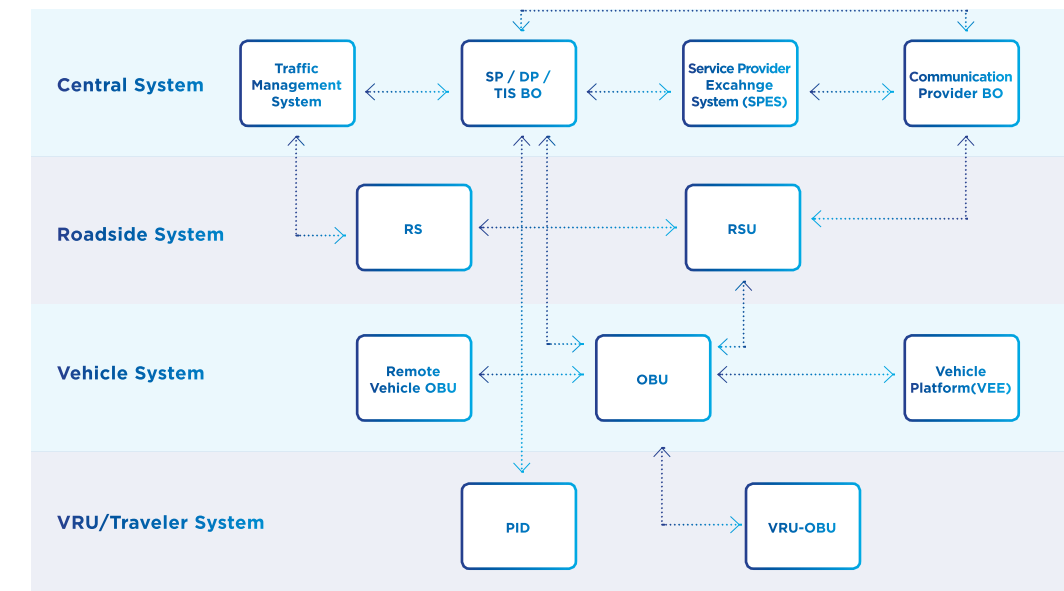 Central System
Traffic
Management
System
SP / DP /
TIS BO
Service Provider
Excahnge
System (SPES)
Communication
Provider BO
Roadside System
RS
RSU
Vehicle System
Remote
Vehicle OBU
OBU
Vehicle
Platform(VEE)
VRU/Traveler System
PID
VRU-OBU